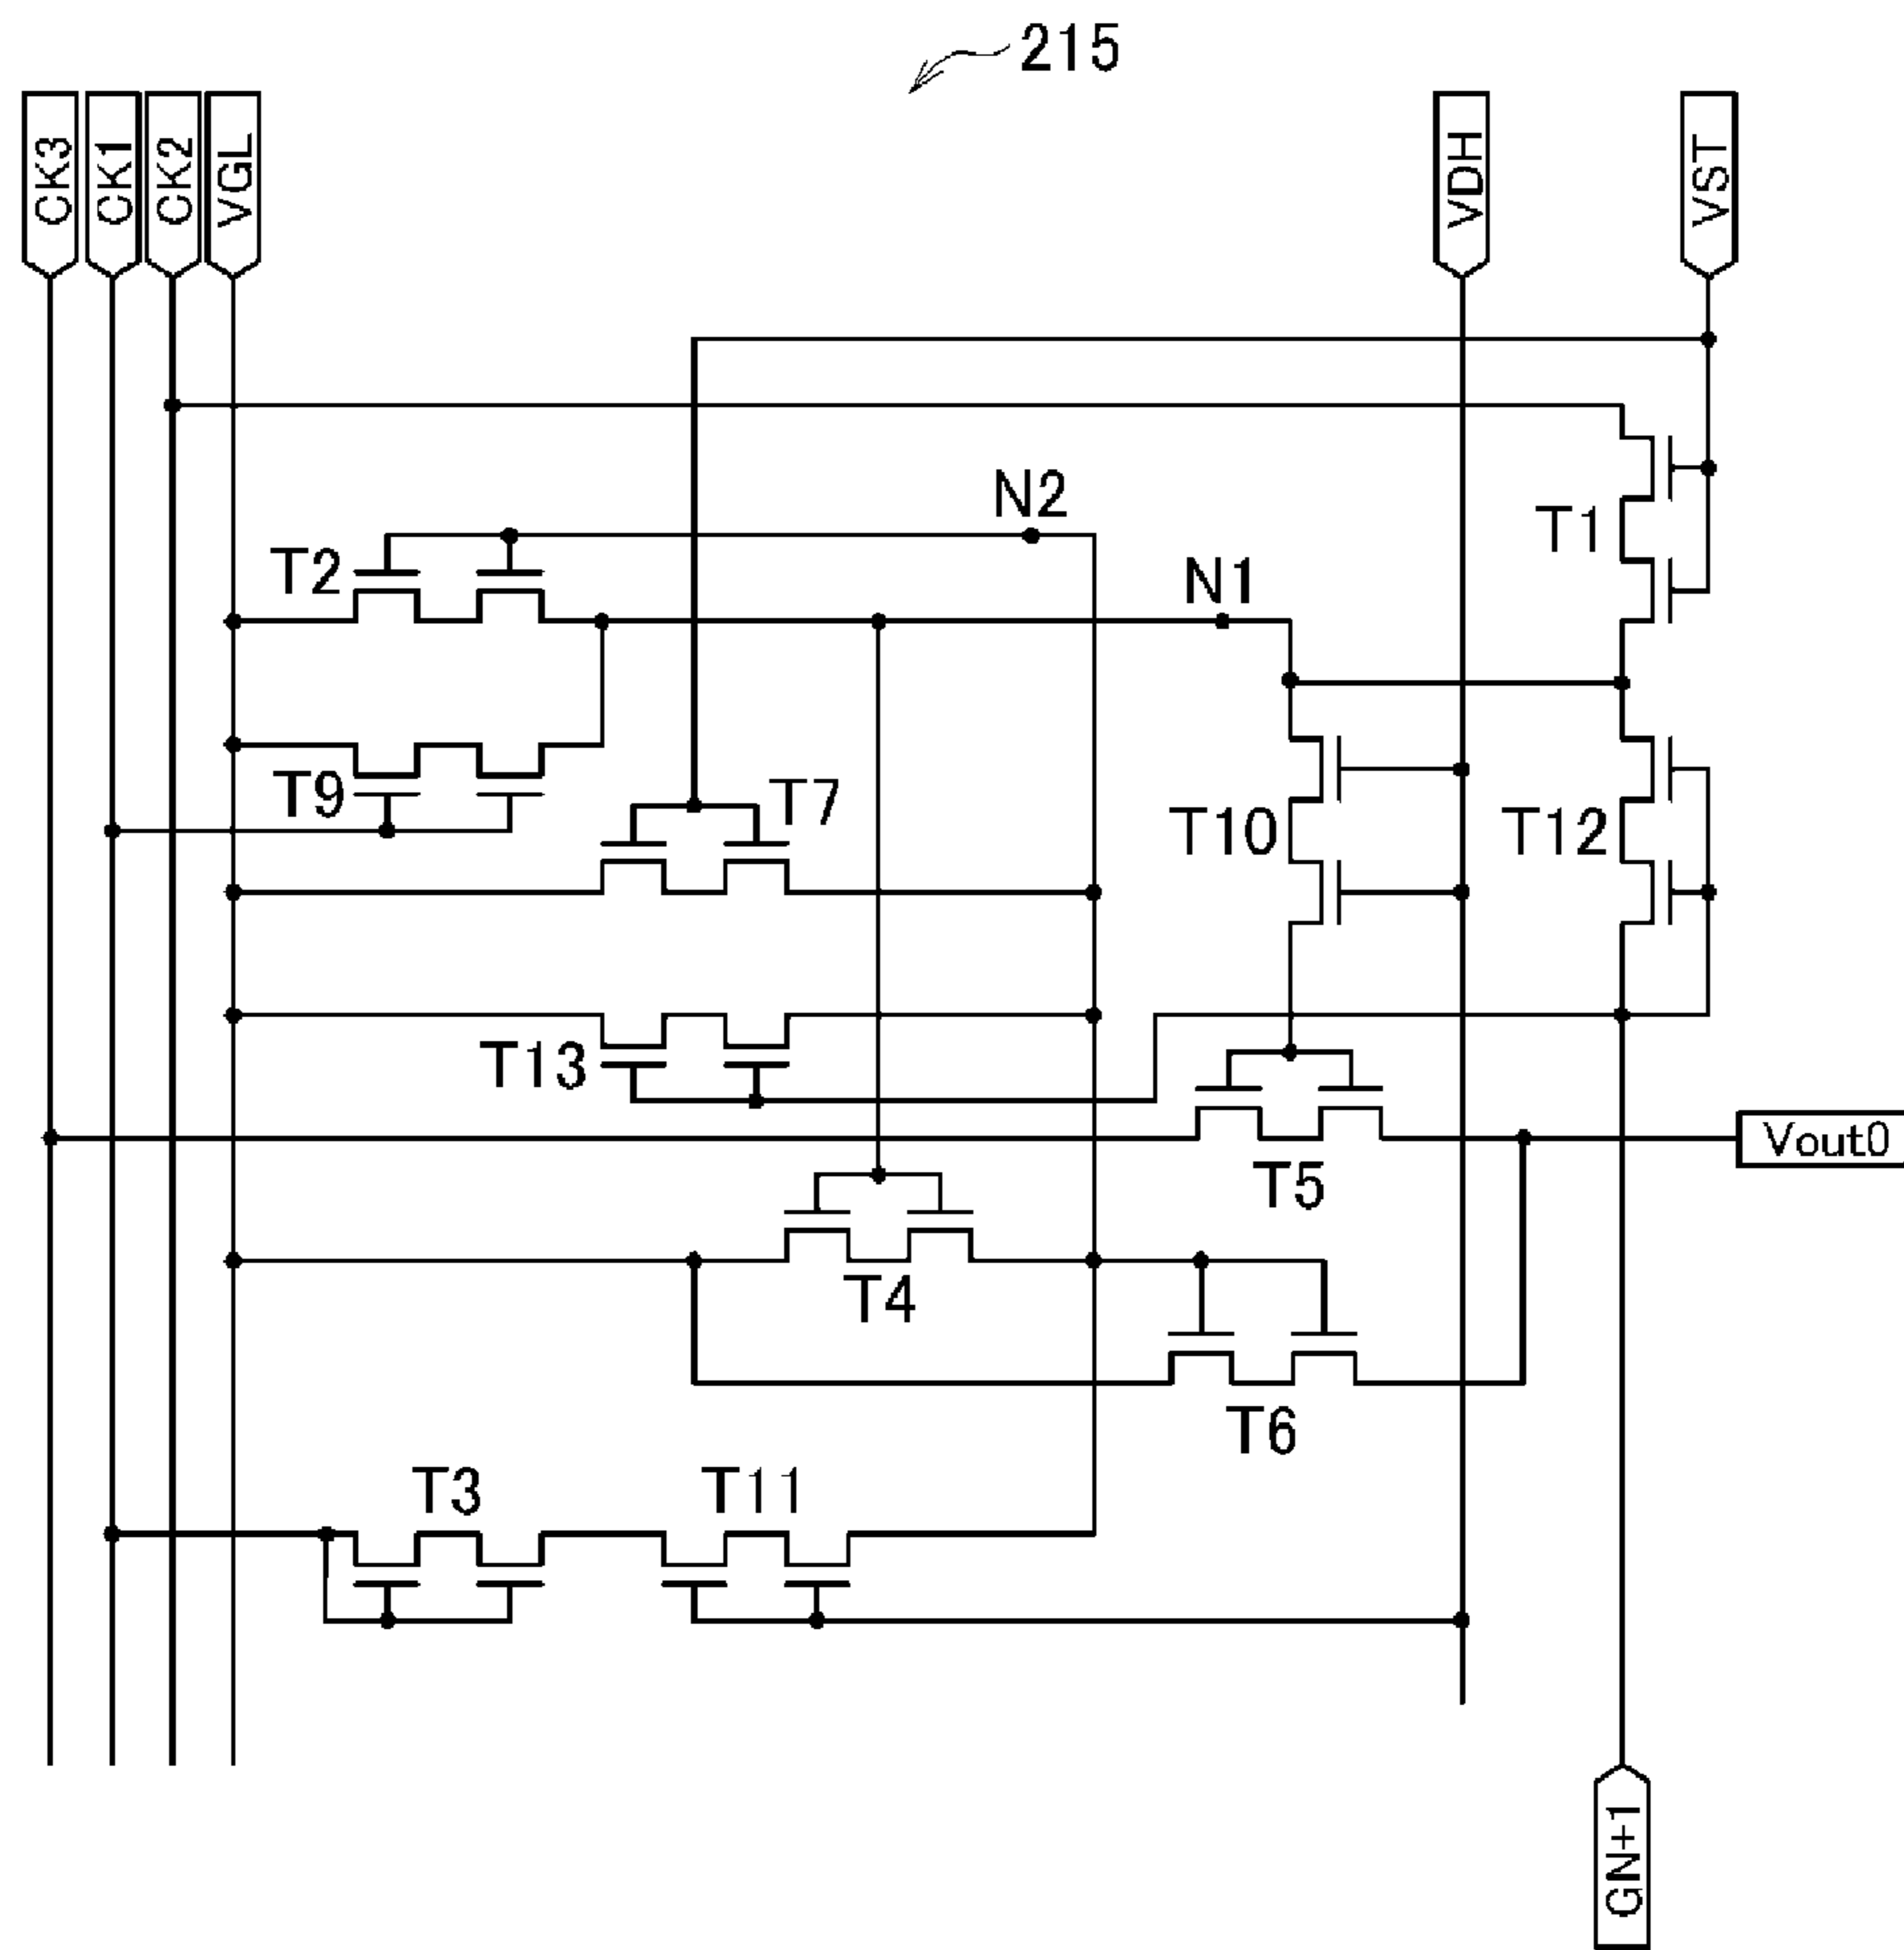 215
CK3
CK1
CK2
VGL
VDH
VST
N2
T1
T2
N1
T9
T7
T10
T12
T13
Vout0
T5
T4
T6
T3
T11
GN+1